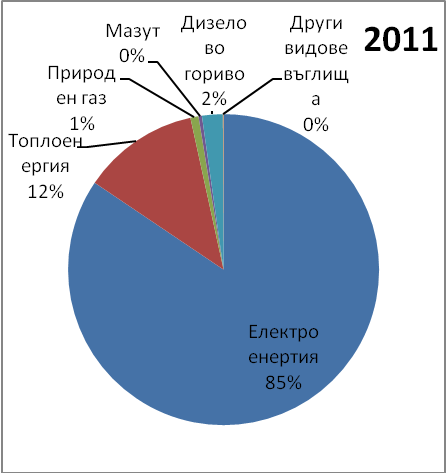 2011
Мазут
0%
Дизело
во
гориво
2%
Други
видове
въглищ
а
0%
Природ
ен газ
1%
Топлоен
ергия
12%
Електро
енертия
85%